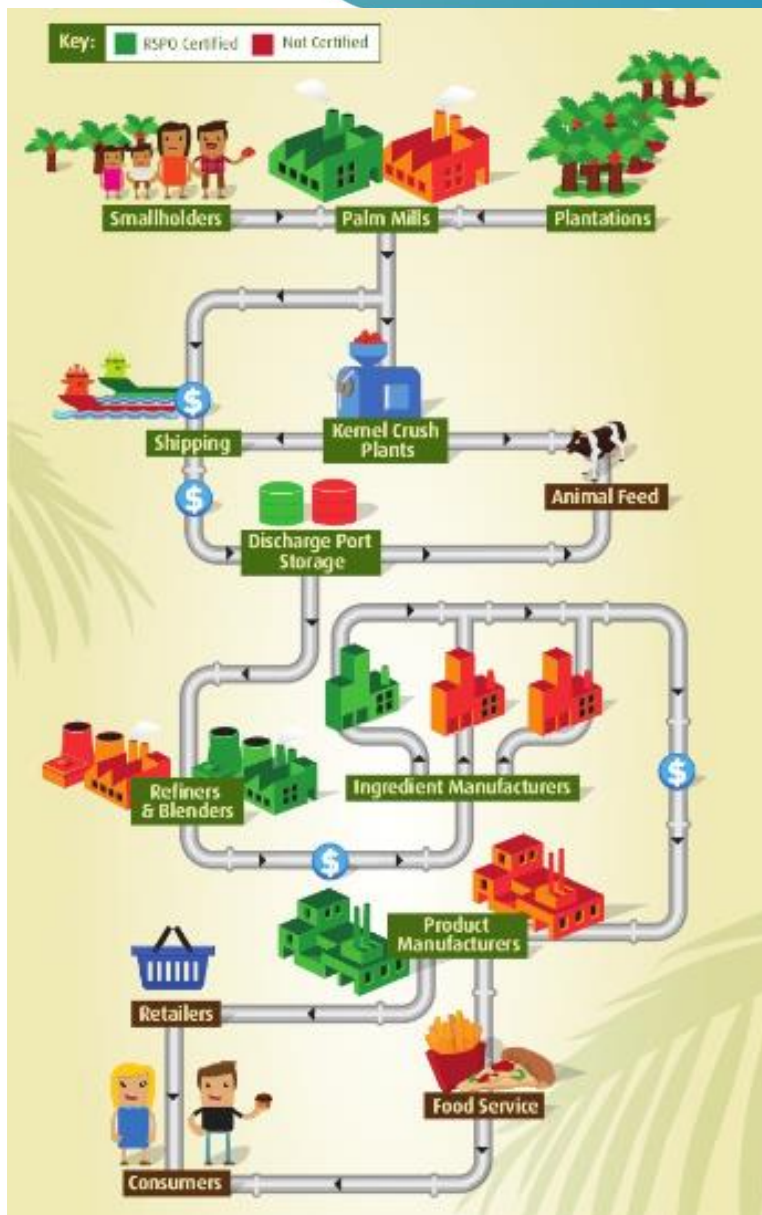 Key: RSPO Certified Not Certified
Smallholders Palm Mills Plantations
Shipping
Kernel Crush
Plants
Animal Feed
$
$
Discharge Port
Storage
Refiners
& Blenders
Ingredient Manufacturers
$
$
Product
Manufacturers
Retailers
Food Service
Consumers